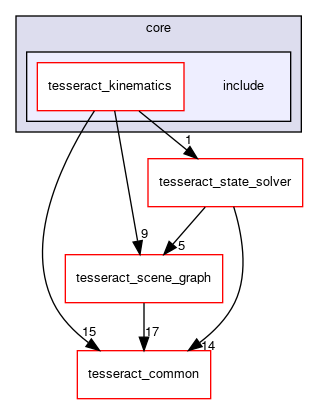 core
tesseract_kinematics
include
1
tesseract_state_solver
9
5
tesseract_scene_graph
15
17
14
tesseract_common